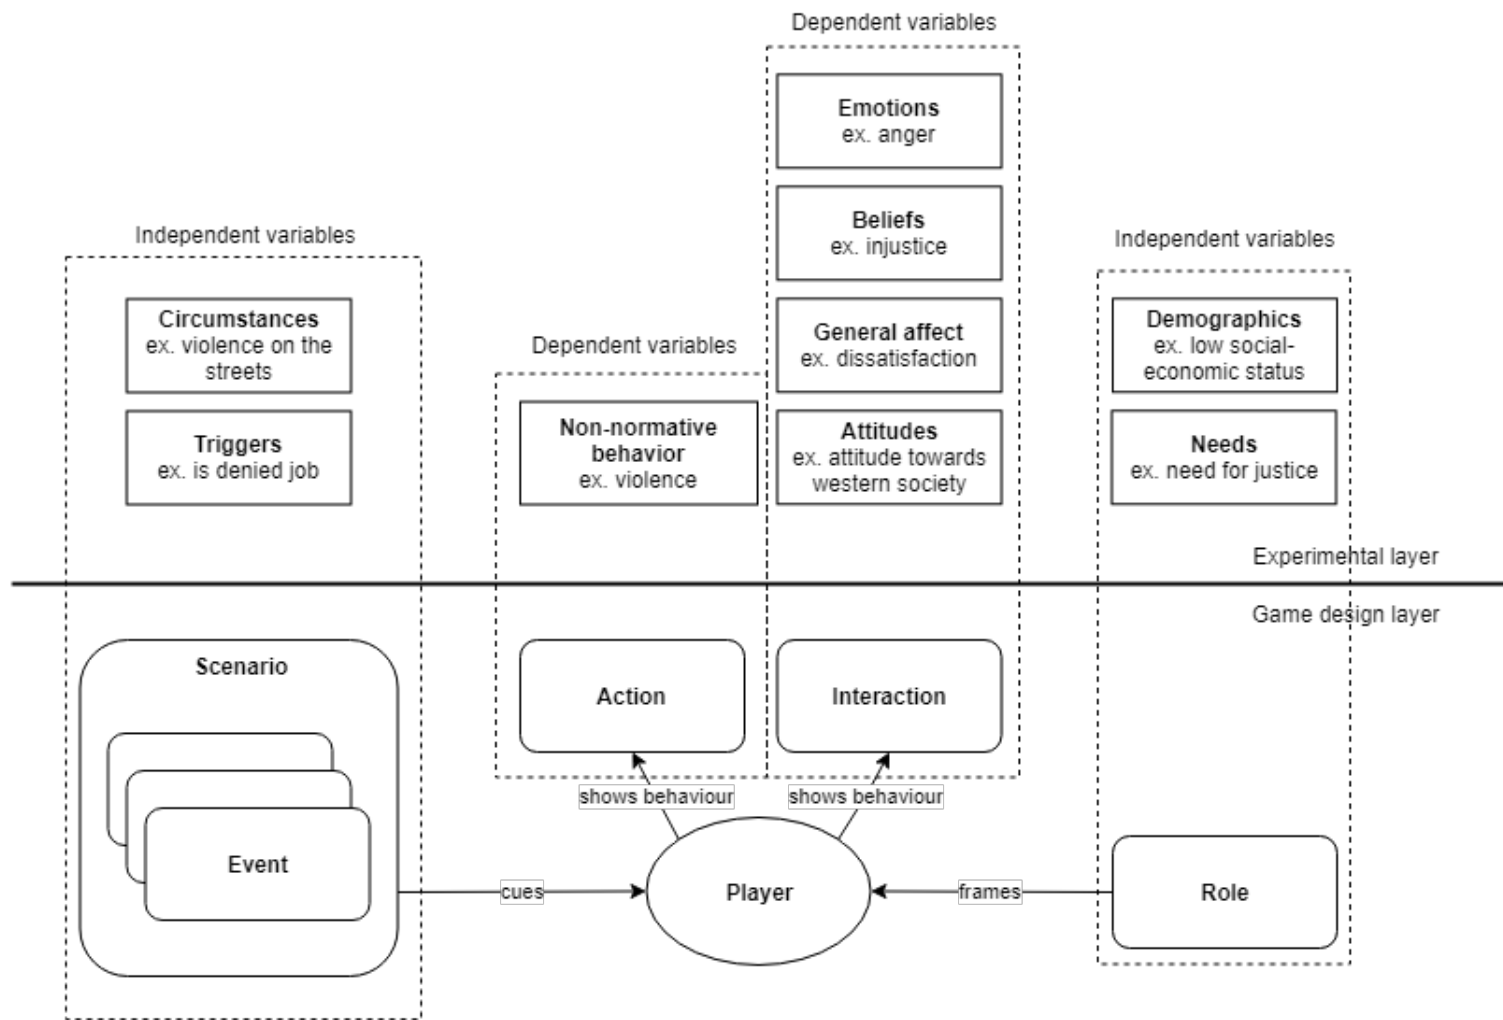 Dependent variables
Emotions
ex. anger
Beliefs
ex. injustice
General affect
ex. dissatisfaction
Attitudes
ex. attitude towards
western society
Independent variables
Circumstances
ex. violence on the
streets
Triggers
ex. is denied job
Dependent variables
Non-normative
behavior
ex. violence
Independent variables
Demographics
ex. low social-
economic status
Needs
ex. need for justice
Experimental layer
Game design layer
Scenario
Event
Action
Interaction
shows behaviour
shows behaviour
cues
Player
frames
Role